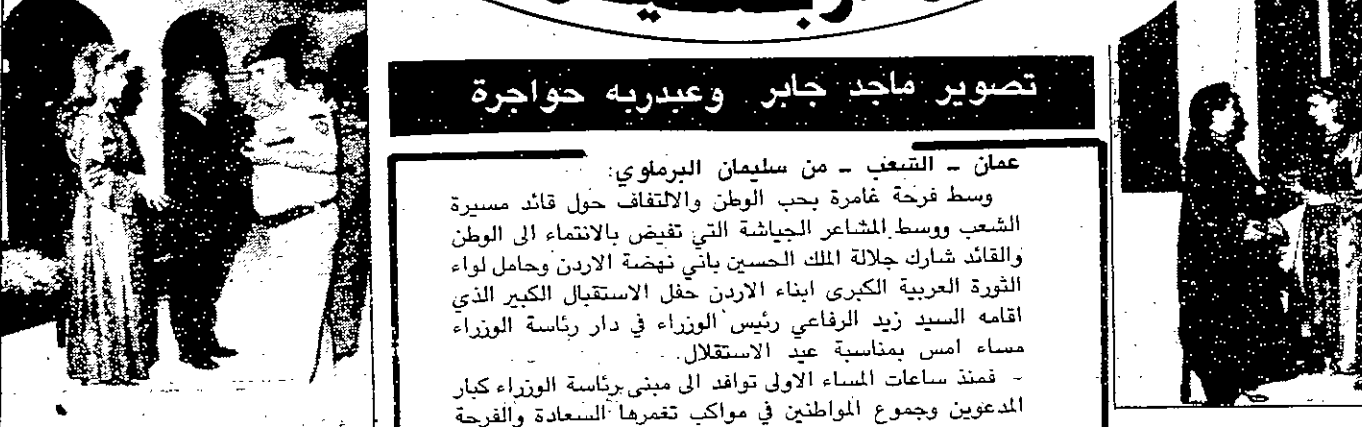 تصوير ماجد جابر وعبدربه حواجرة
عمان - الشعب - من سليمان البرماوي:
وسط فرحة غامرة بحب الوطن والالتفاف حول قائد مسيرة
الشعب ووسط المشاعر الجياشة التي تفيض بالانتماء الى الوطن
والقائد شارك جلالة الملك الحسين باني نهضة الاردن وحامل لواء
الثورة العربية الكبرى ابناء الاردن حفل الاستقبال الكبير الذي
اقامه السيد زيد الرفاعي رئيس الوزراء في دار رئاسة الوزراء
مساء امس بمناسبة عيد الاستقلال.
- فمنذ ساعات المساء الاولى توافد الى مبنى رئاسة الوزراء كبار
المدعوين وجموع المواطنين في مواكب تغمرها السعادة والفرحة